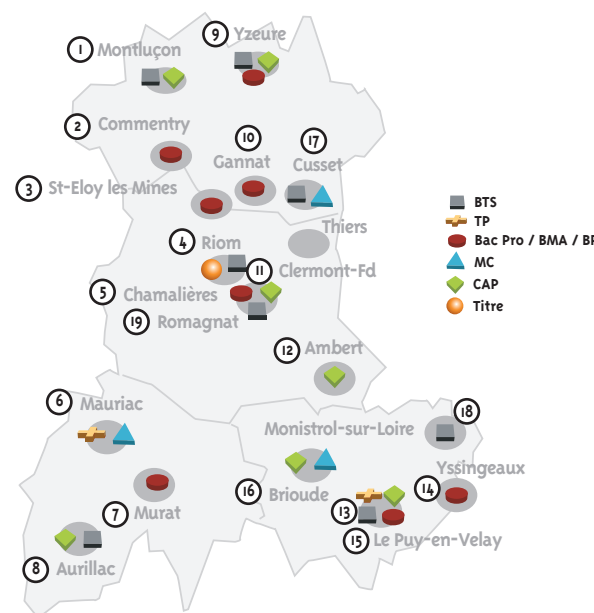 1 Montluçon
9 Yzeure
2 Commentry
10
Gannat
17
Cusset
3 St-Eloy les Mines
Thiers
4 Riom
11 Clermont-Fd
5 Chamalières
19 Romagnat
12 Ambert
BTS
TP
Bac Pro / BMA / BP
MC
CAP
Titre
6 Mauriac
18
Monistrol-sur-Loire
Yssingeaux
14
16 Brioude
7 Murat
13
15 Le Puy-en-Velay
8 Aurillac